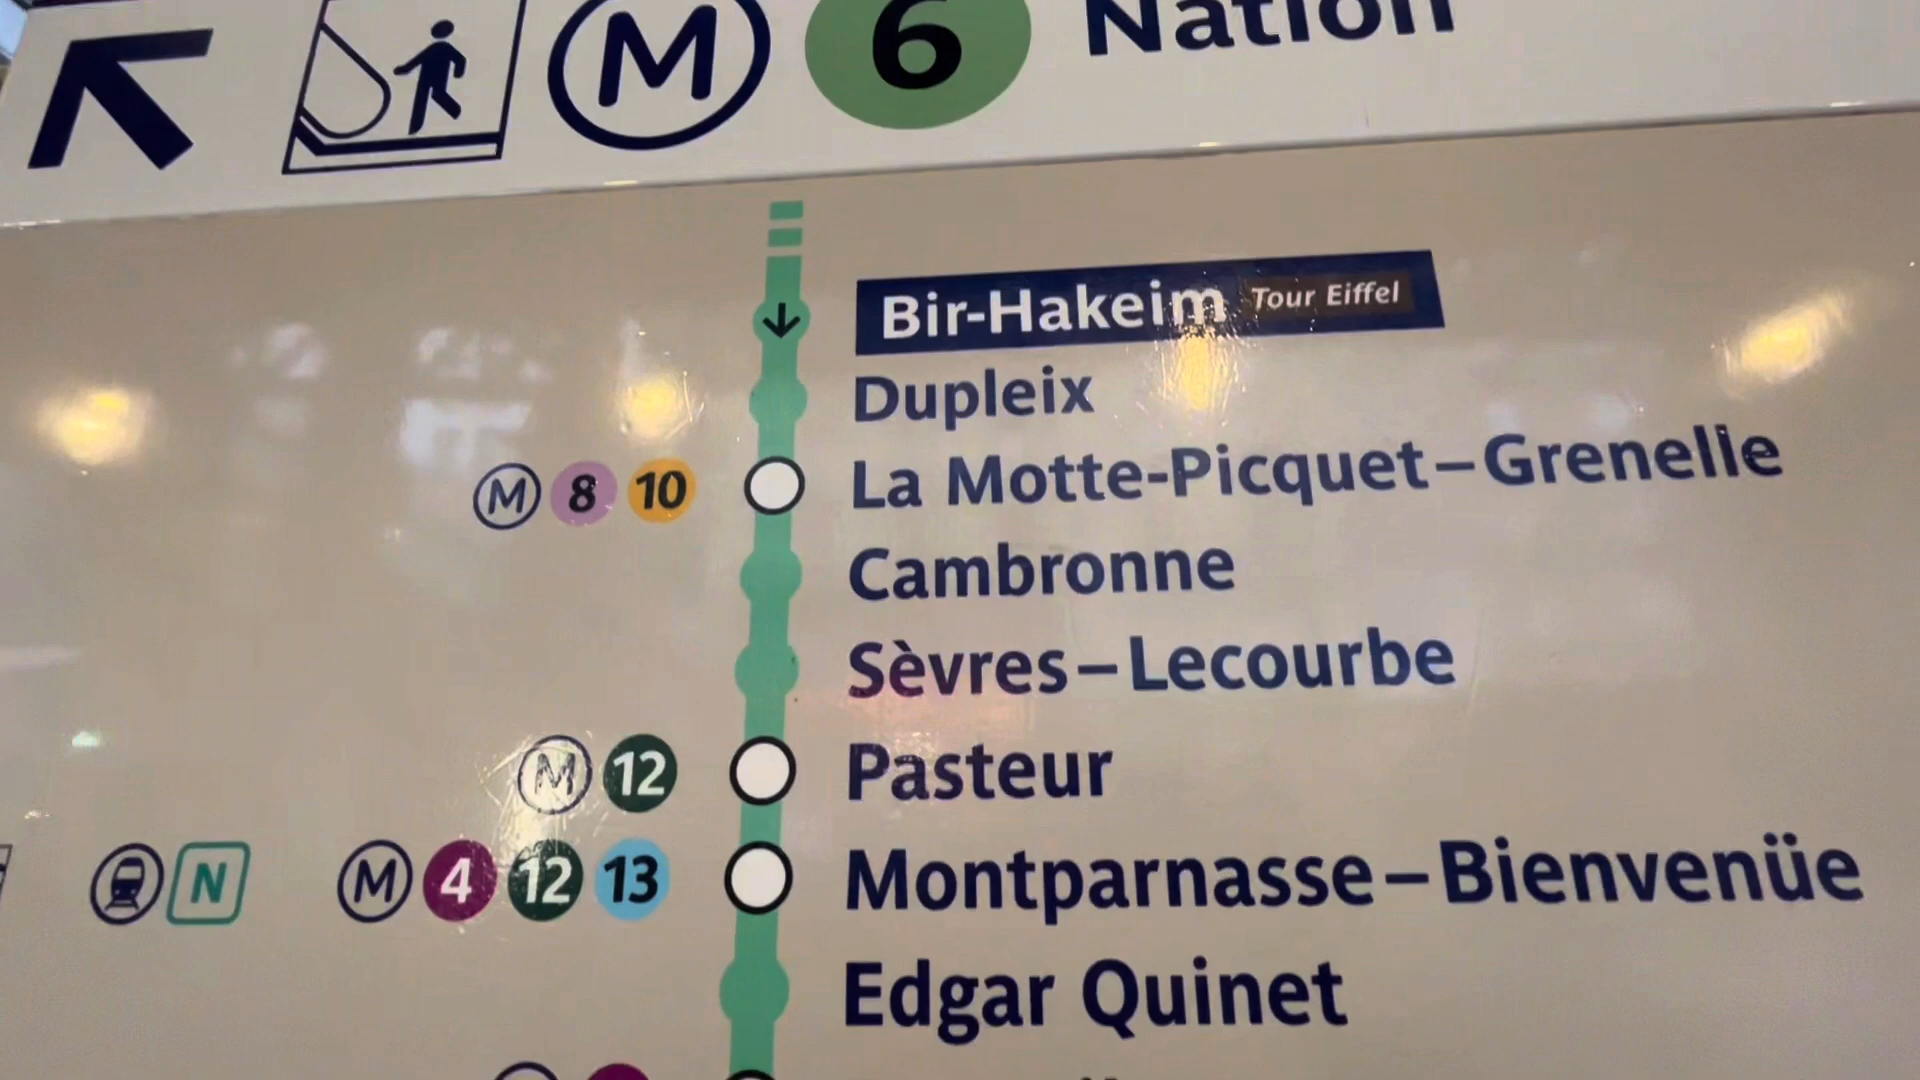 M 6 Nation
Bir-Hakeim Tour Eiffel
Dupleix
M 8 10 La Motte-Picquet–Grenelle
Cambronne
Sèvres–Lecourbe
M 12 Pasteur
N M 4 12 13 Montparnasse–Bienvenüe
Edgar Quinet